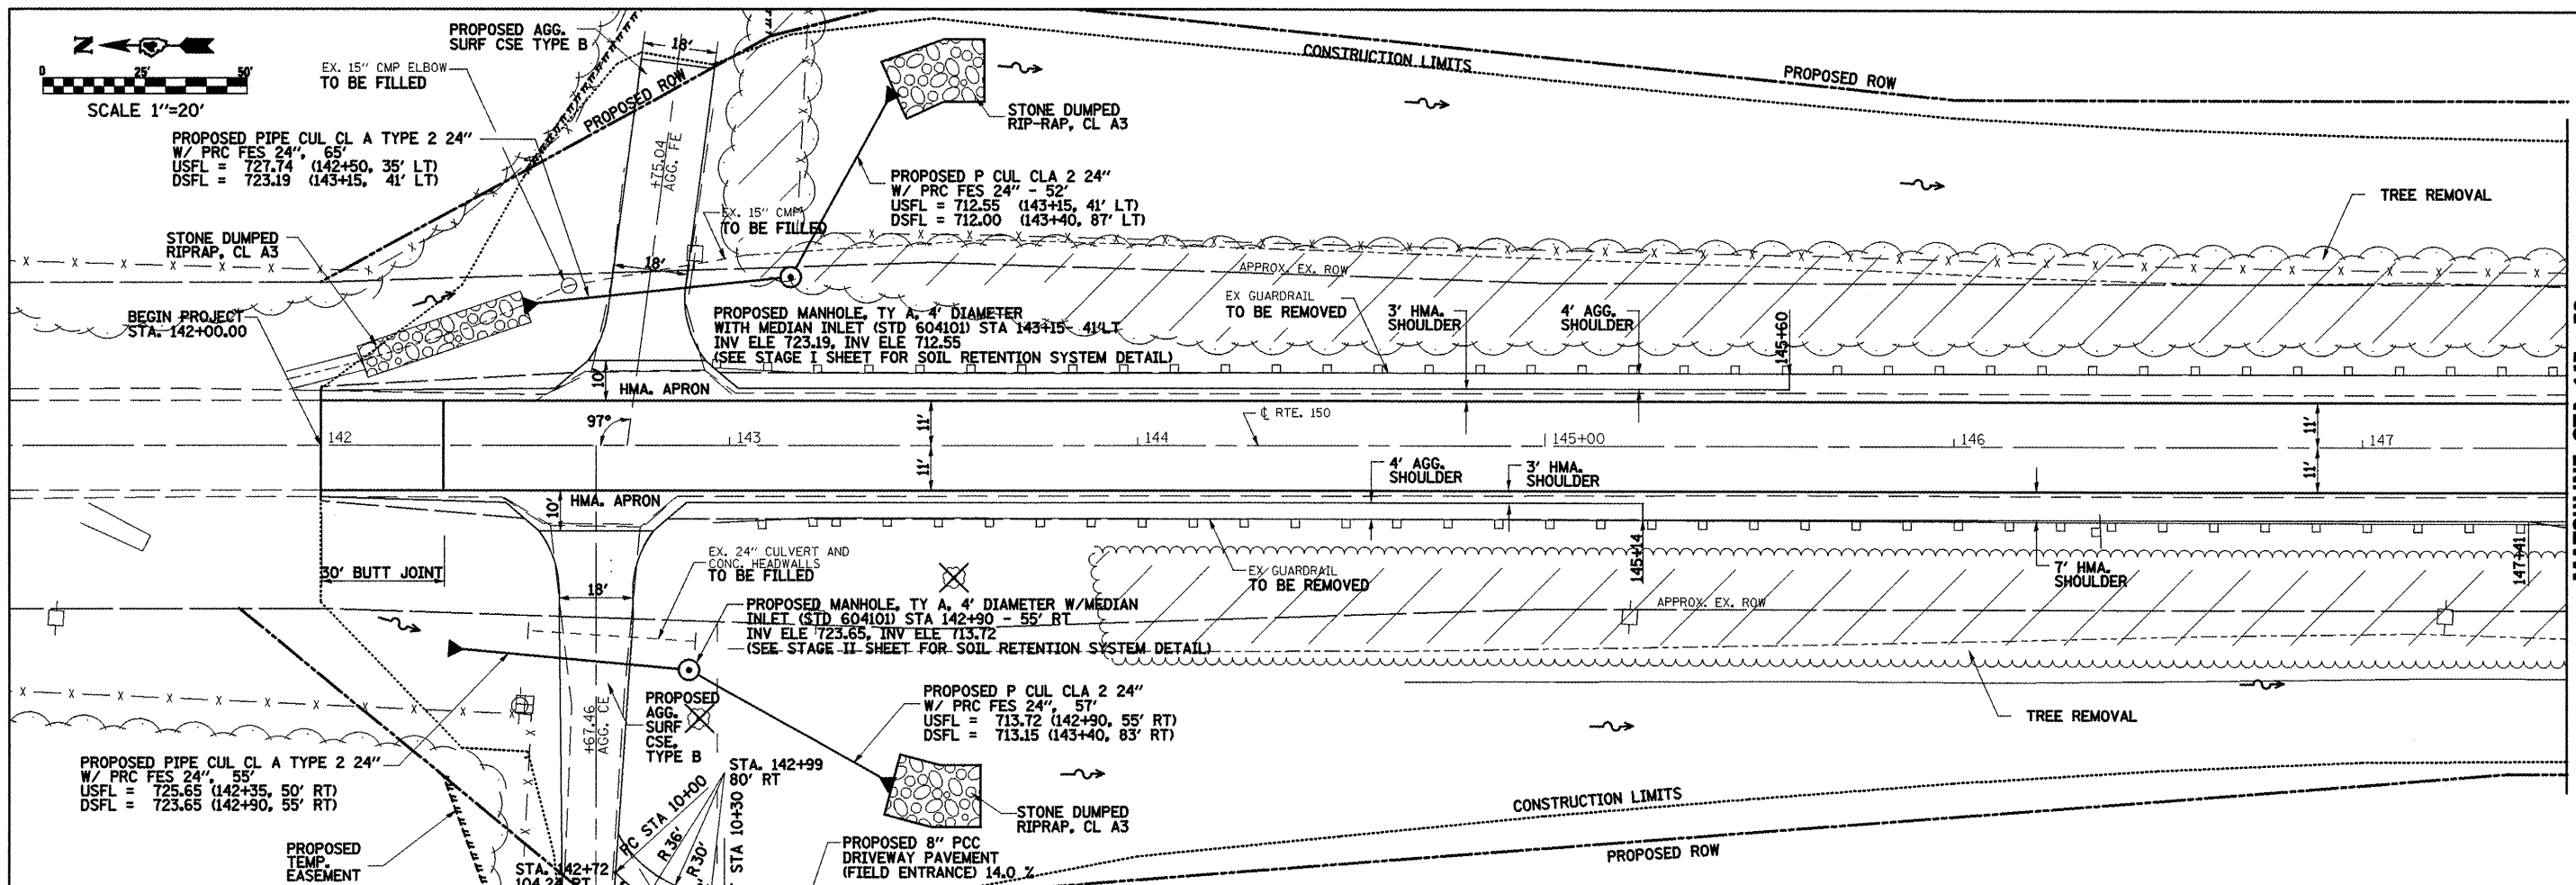 N
0 25' 50'
SCALE 1"=20'
PROPOSED AGG.
SURF CSE TYPE B
18'
EX. 15" CMP ELBOW
TO BE FILLED
PROPOSED ROW
PROPOSED PIPE CUL CL A TYPE 2 24"
W/ PRC FES 24", 65'
USFL = 727.74 (142+50, 35' LT)
DSFL = 723.19 (143+15, 41' LT)
+75.04
AGG. FE
STONE DUMPED
RIP-RAP, CL A3
CONSTRUCTION LIMITS
PROPOSED ROW
PROPOSED P CUL CLA 2 24"
W/ PRC FES 24" - 52'
USFL = 712.55 (143+15, 41' LT)
DSFL = 712.00 (143+40, 87' LT)
TREE REMOVAL
EX. 15" CMP
TO BE FILLED
STONE DUMPED
RIPRAP, CL A3
18'
APPROX. EX. ROW
BEGIN PROJECT
STA. 142+00.00
PROPOSED MANHOLE, TY A, 4' DIAMETER
WITH MEDIAN INLET (STD 604101) STA 143+15- 41'LT
INV ELE 723.19, INV ELE 712.55
(SEE STAGE I SHEET FOR SOIL RETENTION SYSTEM DETAIL)
EX GUARDRAIL
TO BE REMOVED
3' HMA.
SHOULDER
4' AGG.
SHOULDER
145+60
10'
HMA. APRON
97°
11'
℄ RTE. 150
11'
142
143
144
145+00
146
147
11'
11'
10'
HMA. APRON
4' AGG.
SHOULDER
3' HMA.
SHOULDER
30' BUTT JOINT
EX. 24" CULVERT AND
CONC. HEADWALLS
TO BE FILLED
EX GUARDRAIL
TO BE REMOVED
145+14
7' HMA.
SHOULDER
147+41
18'
PROPOSED MANHOLE, TY A, 4' DIAMETER W/MEDIAN
INLET (STD 604101) STA 142+90 - 55' RT
INV ELE 723.65, INV ELE 713.72
(SEE STAGE II SHEET FOR SOIL RETENTION SYSTEM DETAIL)
APPROX. EX. ROW
PROPOSED P CUL CLA 2 24"
W/ PRC FES 24", 57'
USFL = 713.72 (142+90, 55' RT)
DSFL = 713.15 (143+40, 83' RT)
TREE REMOVAL
PROPOSED
AGG.
SURF
CSE,
TYPE B
+67.46
AGG. CE
PROPOSED PIPE CUL CL A TYPE 2 24"
W/ PRC FES 24", 55'
USFL = 725.65 (142+35, 50' RT)
DSFL = 723.65 (142+90, 55' RT)
STA. 142+99
80' RT
PC STA 10+00
R36'
R30'
STA 10+30
STONE DUMPED
RIPRAP, CL A3
CONSTRUCTION LIMITS
PROPOSED ROW
PROPOSED
TEMP.
EASEMENT
STA. 142+72
PROPOSED 8" PCC
DRIVEWAY PAVEMENT
(FIELD ENTRANCE) 14.0 %